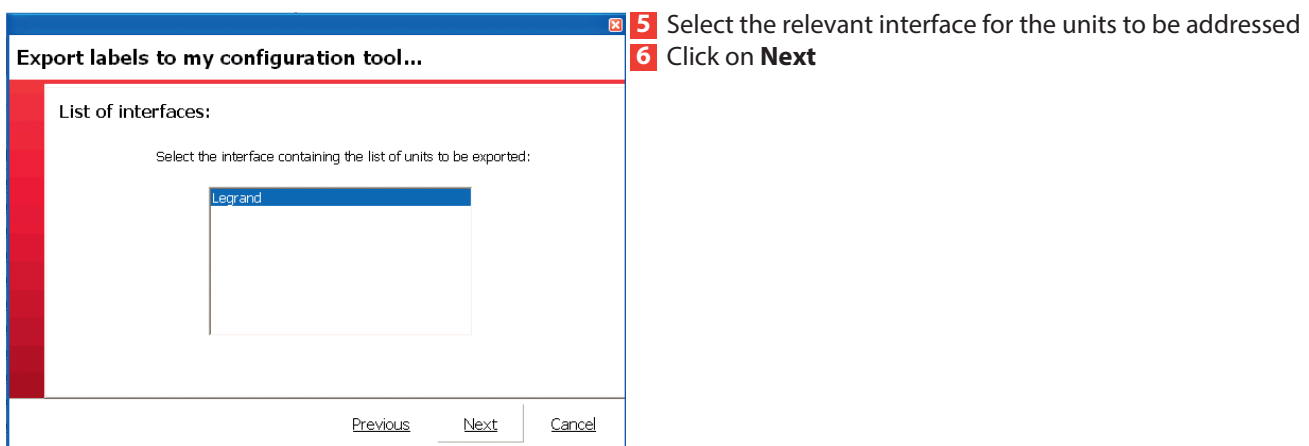 Export labels to my configuration tool...
List of interfaces:
Select the interface containing the list of units to be exported:
Legrand
Previous Next Cancel
5 Select the relevant interface for the units to be addressed
6 Click on Next